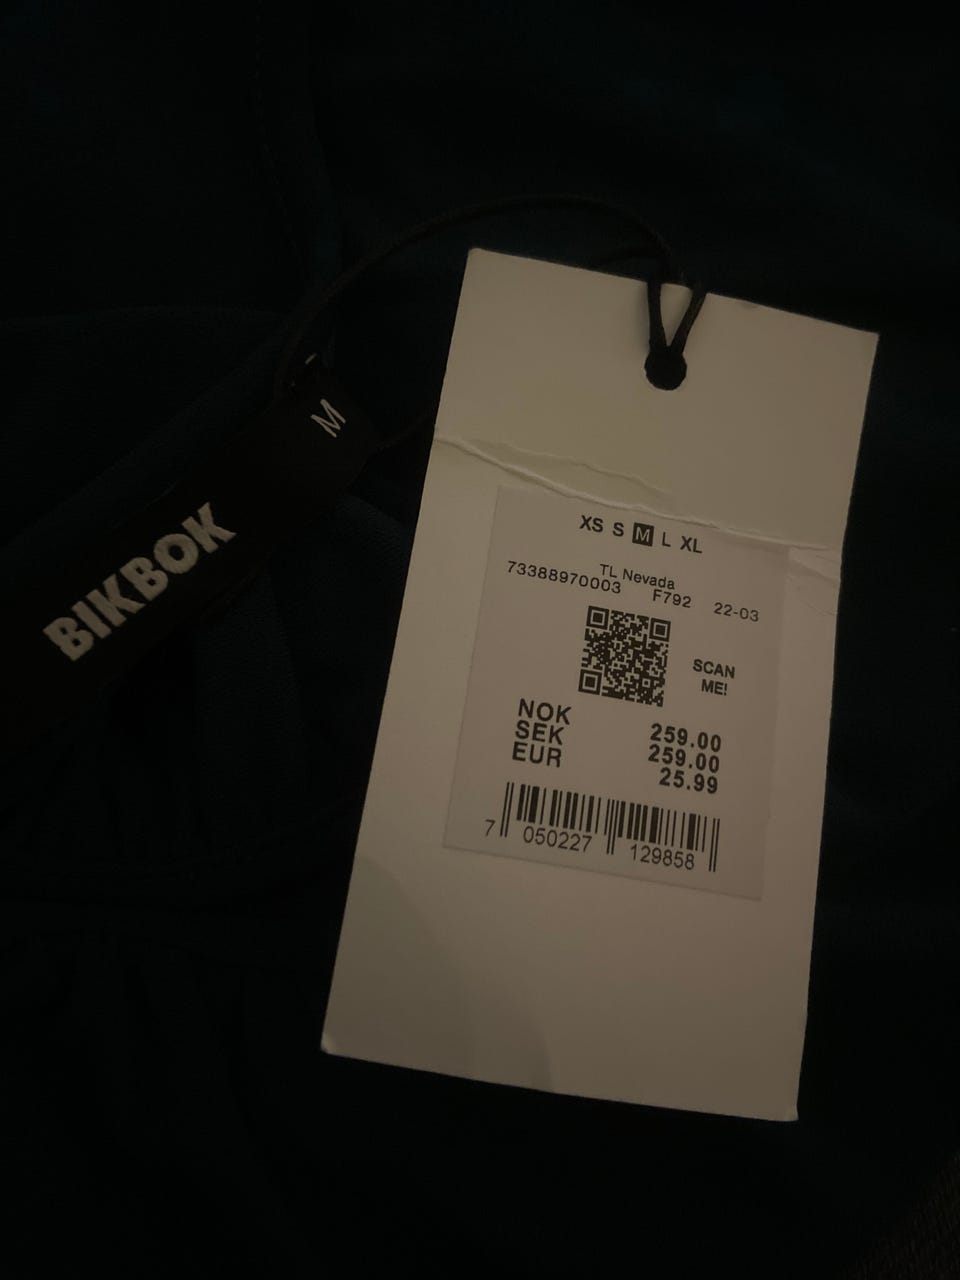 M
BIKBOK
XS S M L XL
TL Nevada
73388970003 F792 22-03
SCAN
ME!
NOK 259.00
SEK 259.00
EUR 25.99
7 050227 129858